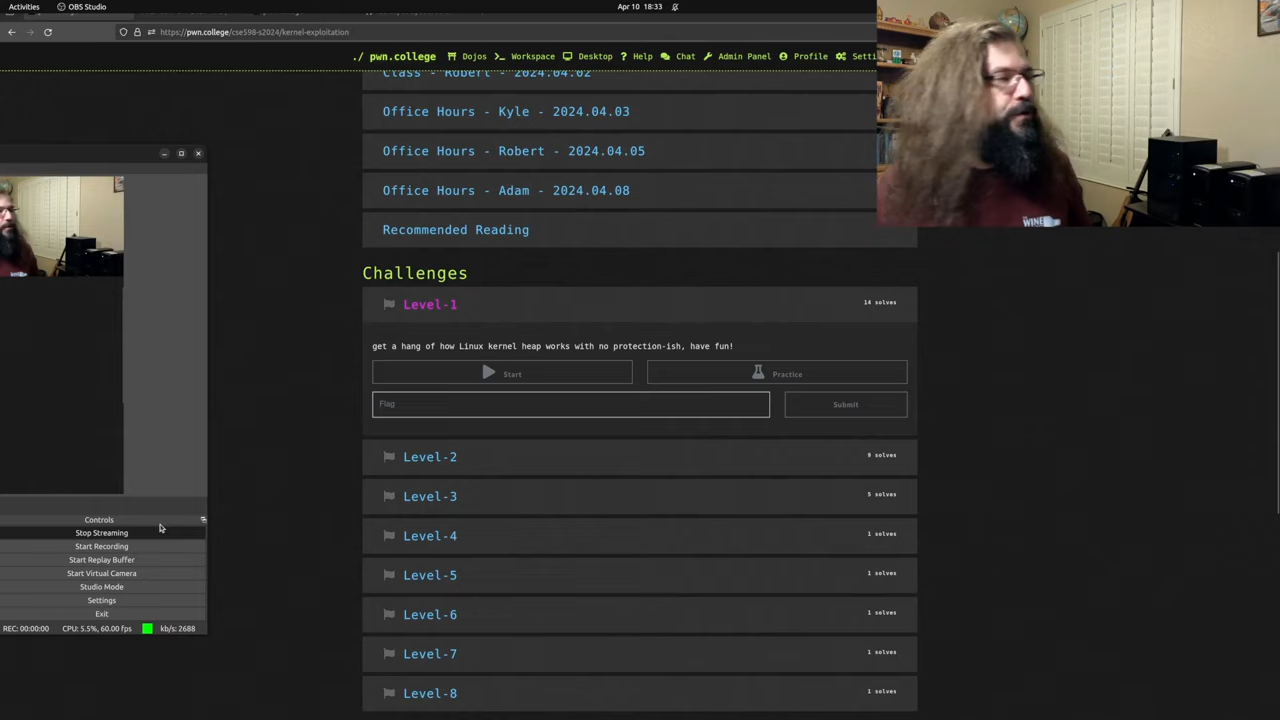 Activities
OBS Studio
Apr 10 18:33
https://pwn.college/cse598-s2024/kernel-exploitation
./ pwn.college
Dojos
Workspace
Desktop
Help
Chat
Admin Panel
Profile
Class - Robert - 2024.04.02
Office Hours - Kyle - 2024.04.03
Office Hours - Robert - 2024.04.05
Office Hours - Adam - 2024.04.08
Recommended Reading
Challenges
Level-1
14 solves
get a hang of how Linux kernel heap works with no protection-ish, have fun!
Start
Practice
Flag
Submit
Level-2
9 solves
Level-3
5 solves
Level-4
1 solves
Level-5
1 solves
Level-6
1 solves
Level-7
1 solves
Level-8
1 solves
Controls
Stop Streaming
Start Recording
Start Replay Buffer
Start Virtual Camera
Studio Mode
Settings
Exit
REC: 00:00:00
CPU: 5.5%, 60.00 fps
kb/s: 2688
WINE